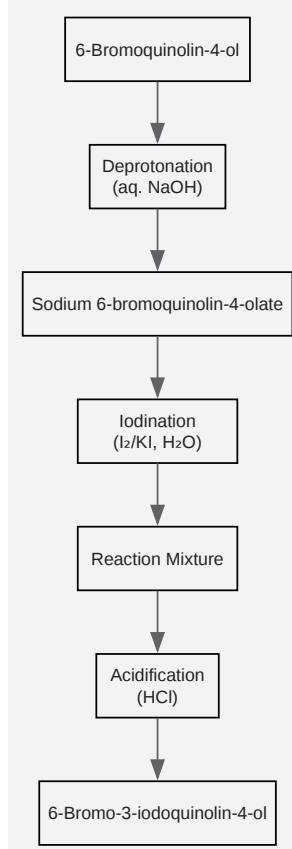 6-Bromoquinolin-4-ol
Deprotonation
(aq. NaOH)
Sodium 6-bromoquinolin-4-olate
Iodination
(I₂/KI, H₂O)
Reaction Mixture
Acidification
(HCl)
6-Bromo-3-iodoquinolin-4-ol